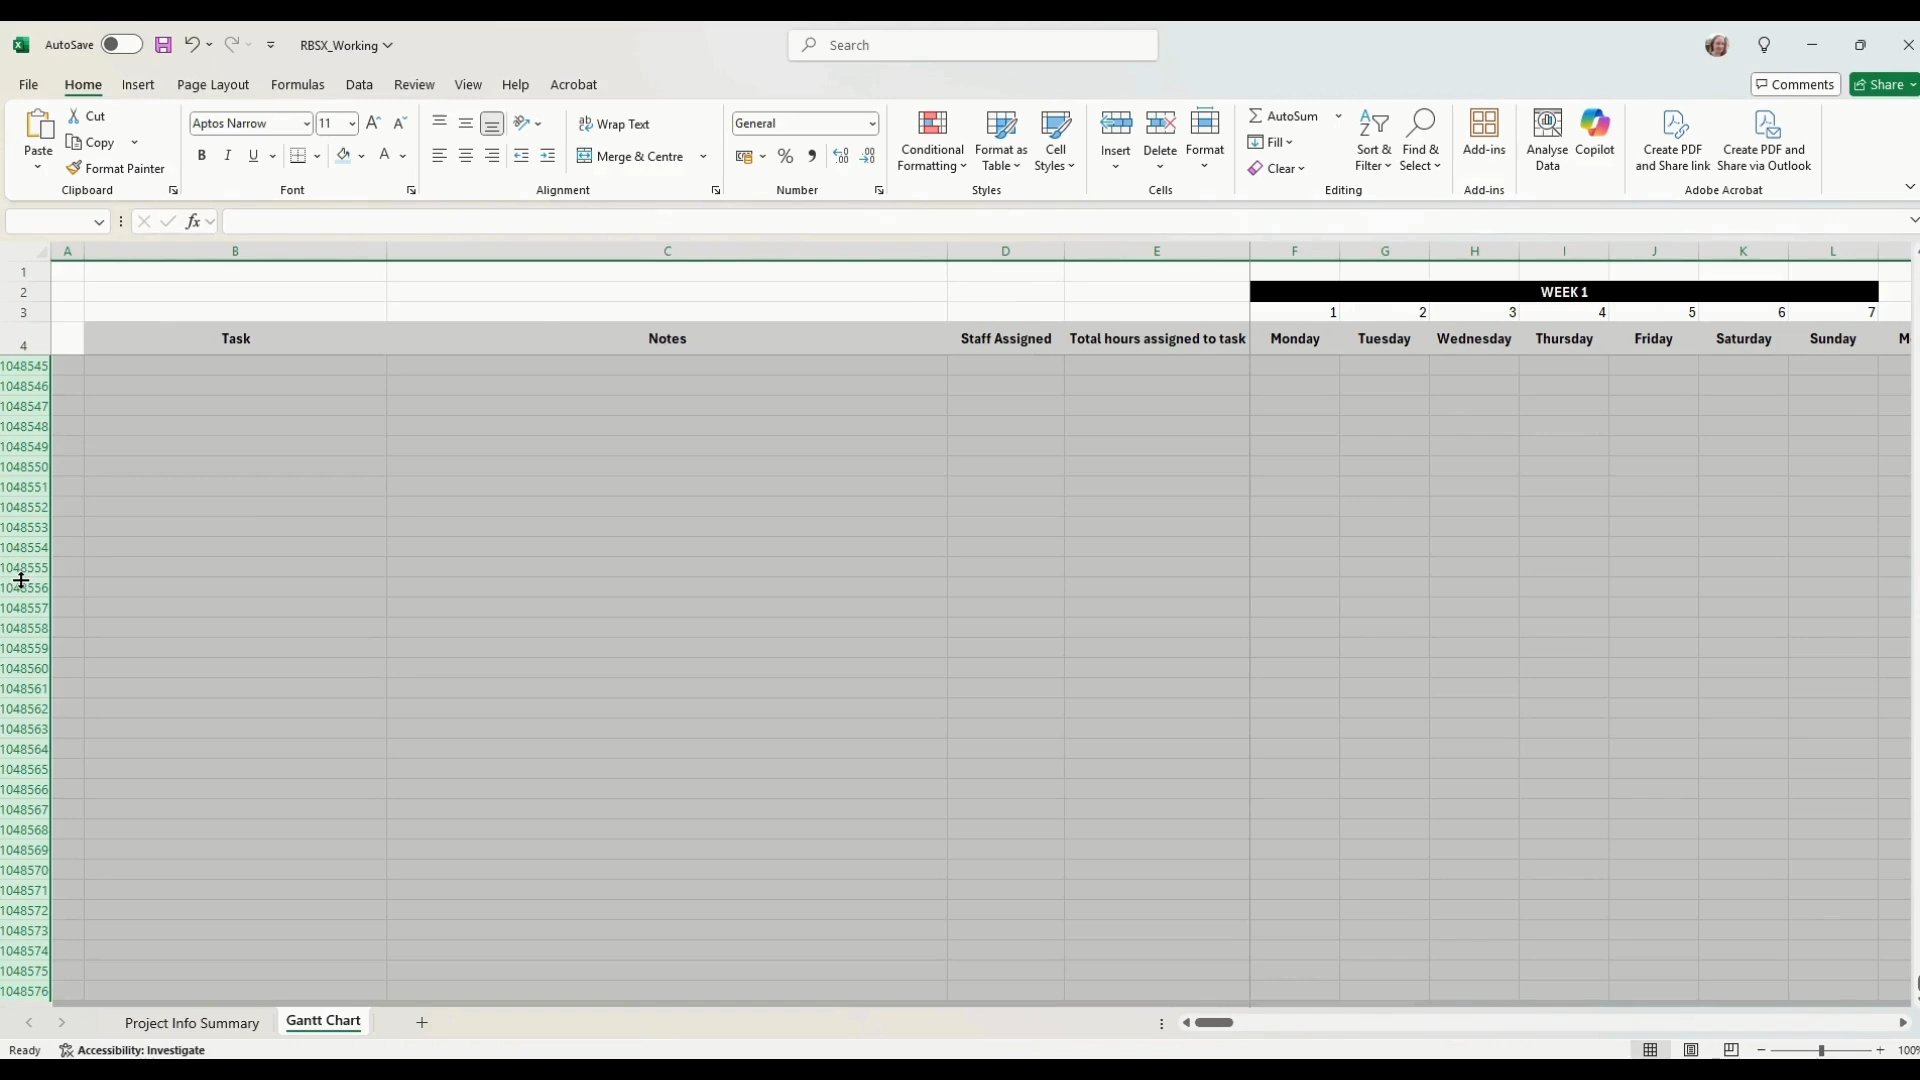 AutoSave RBSX_Working Search
File Home Insert Page Layout Formulas Data Review View Help Acrobat Comments Share
Paste Cut Copy Format Painter Clipboard
Aptos Narrow 11 A A B I U A Font
Wrap Text Merge & Centre Alignment
General % Number
Conditional Formatting Format as Table Cell Styles Styles
Insert Delete Format Cells
AutoSum Fill Clear Sort & Filter Find & Select Editing
Add-ins Add-ins
Analyse Data Copilot
Create PDF and Share link Create PDF and Share via Outlook Adobe Acrobat
fx
A B C D E F G H I J K L
1
2 WEEK 1
3 1 2 3 4 5 6 7
4 Task Notes Staff Assigned Total hours assigned to task Monday Tuesday Wednesday Thursday Friday Saturday Sunday M
1048545
1048546
1048547
1048548
1048549
1048550
1048551
1048552
1048553
1048554
1048555
1048556
1048557
1048558
1048559
1048560
1048561
1048562
1048563
1048564
1048565
1048566
1048567
1048568
1048569
1048570
1048571
1048572
1048573
1048574
1048575
1048576
Project Info Summary Gantt Chart
Ready Accessibility: Investigate 100%